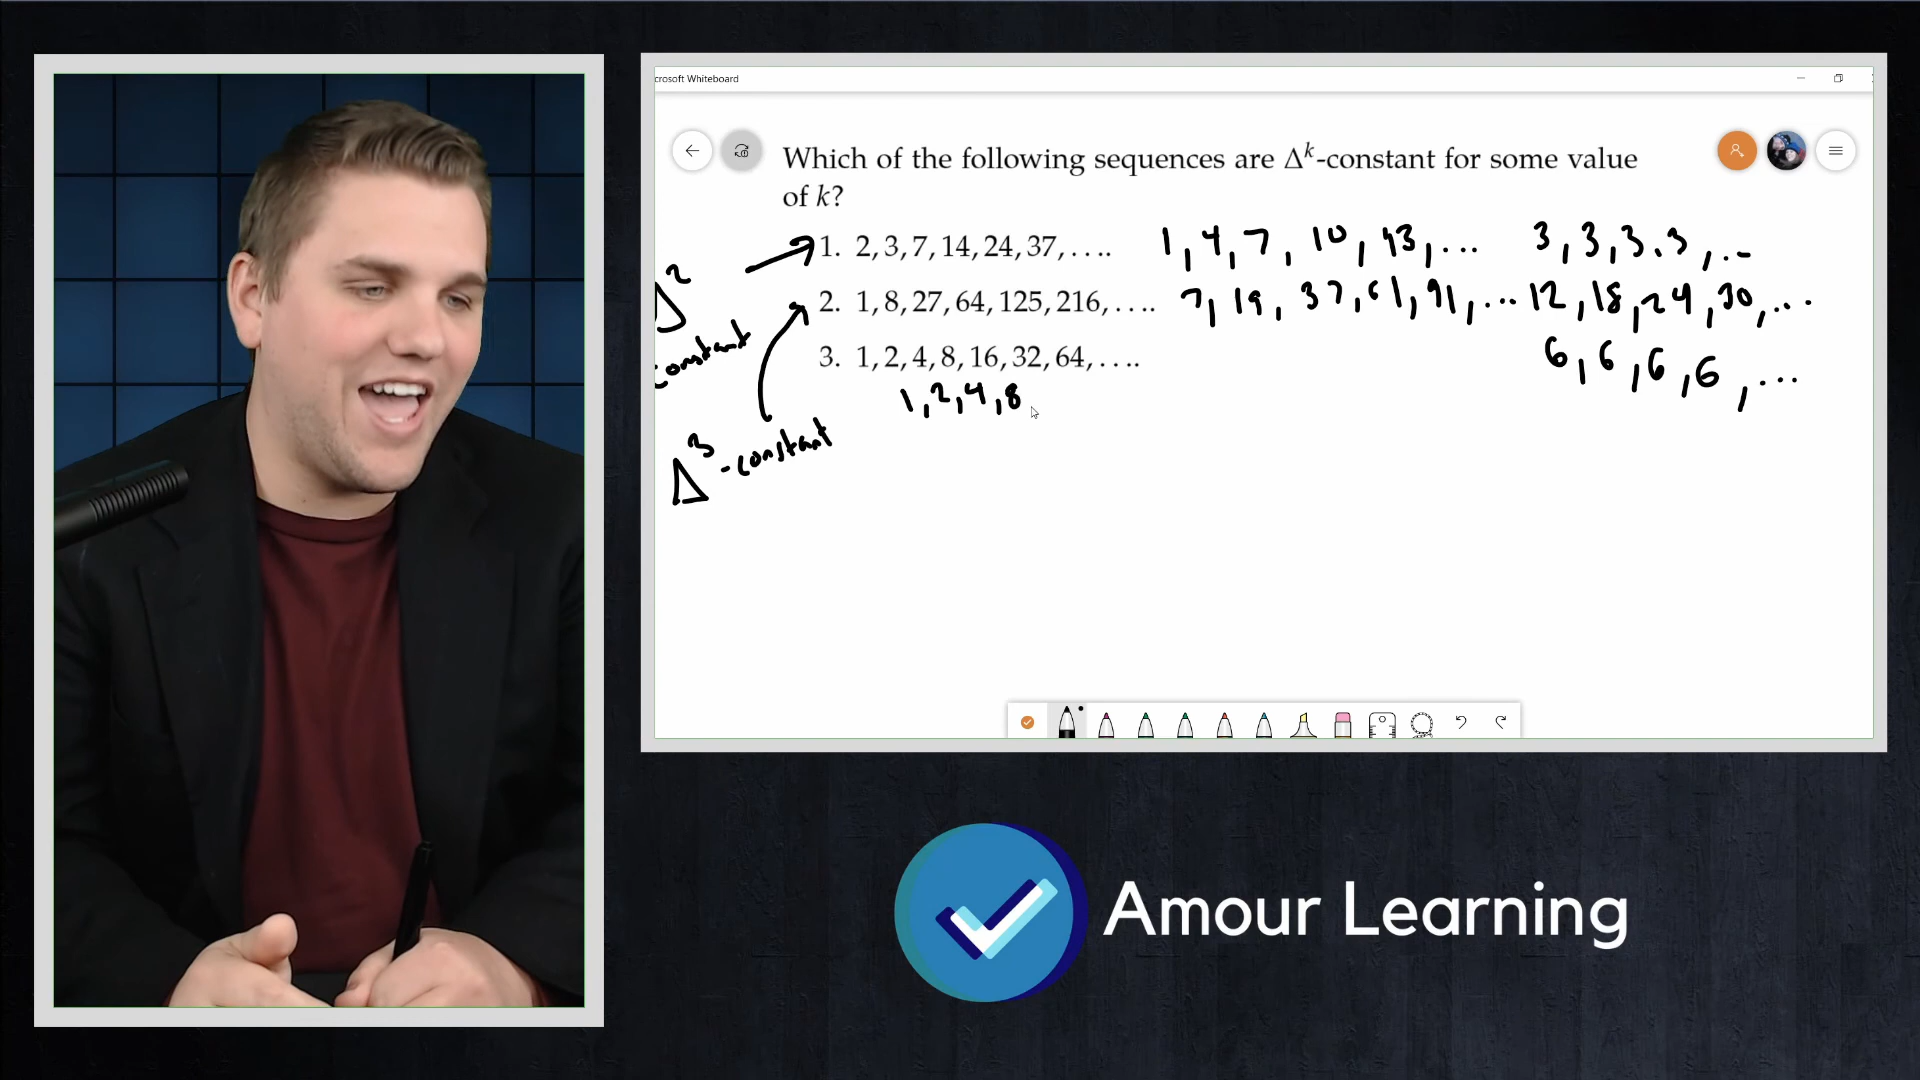 crosoft Whiteboard
Which of the following sequences are Δ^k-constant for some value
of k?
1. 2, 3, 7, 14, 24, 37, . . . .
1, 4, 7, 10, 13, ... 3, 3, 3. 3, ..
2. 1, 8, 27, 64, 125, 216, . . . .
7, 19, 37, 61, 91, ... 12, 18, 24, 30, ...
3. 1, 2, 4, 8, 16, 32, 64, . . . .
6, 6, 6, 6, ...
1, 2, 4, 8
Δ^2
constant
Δ^3-constant
Amour Learning